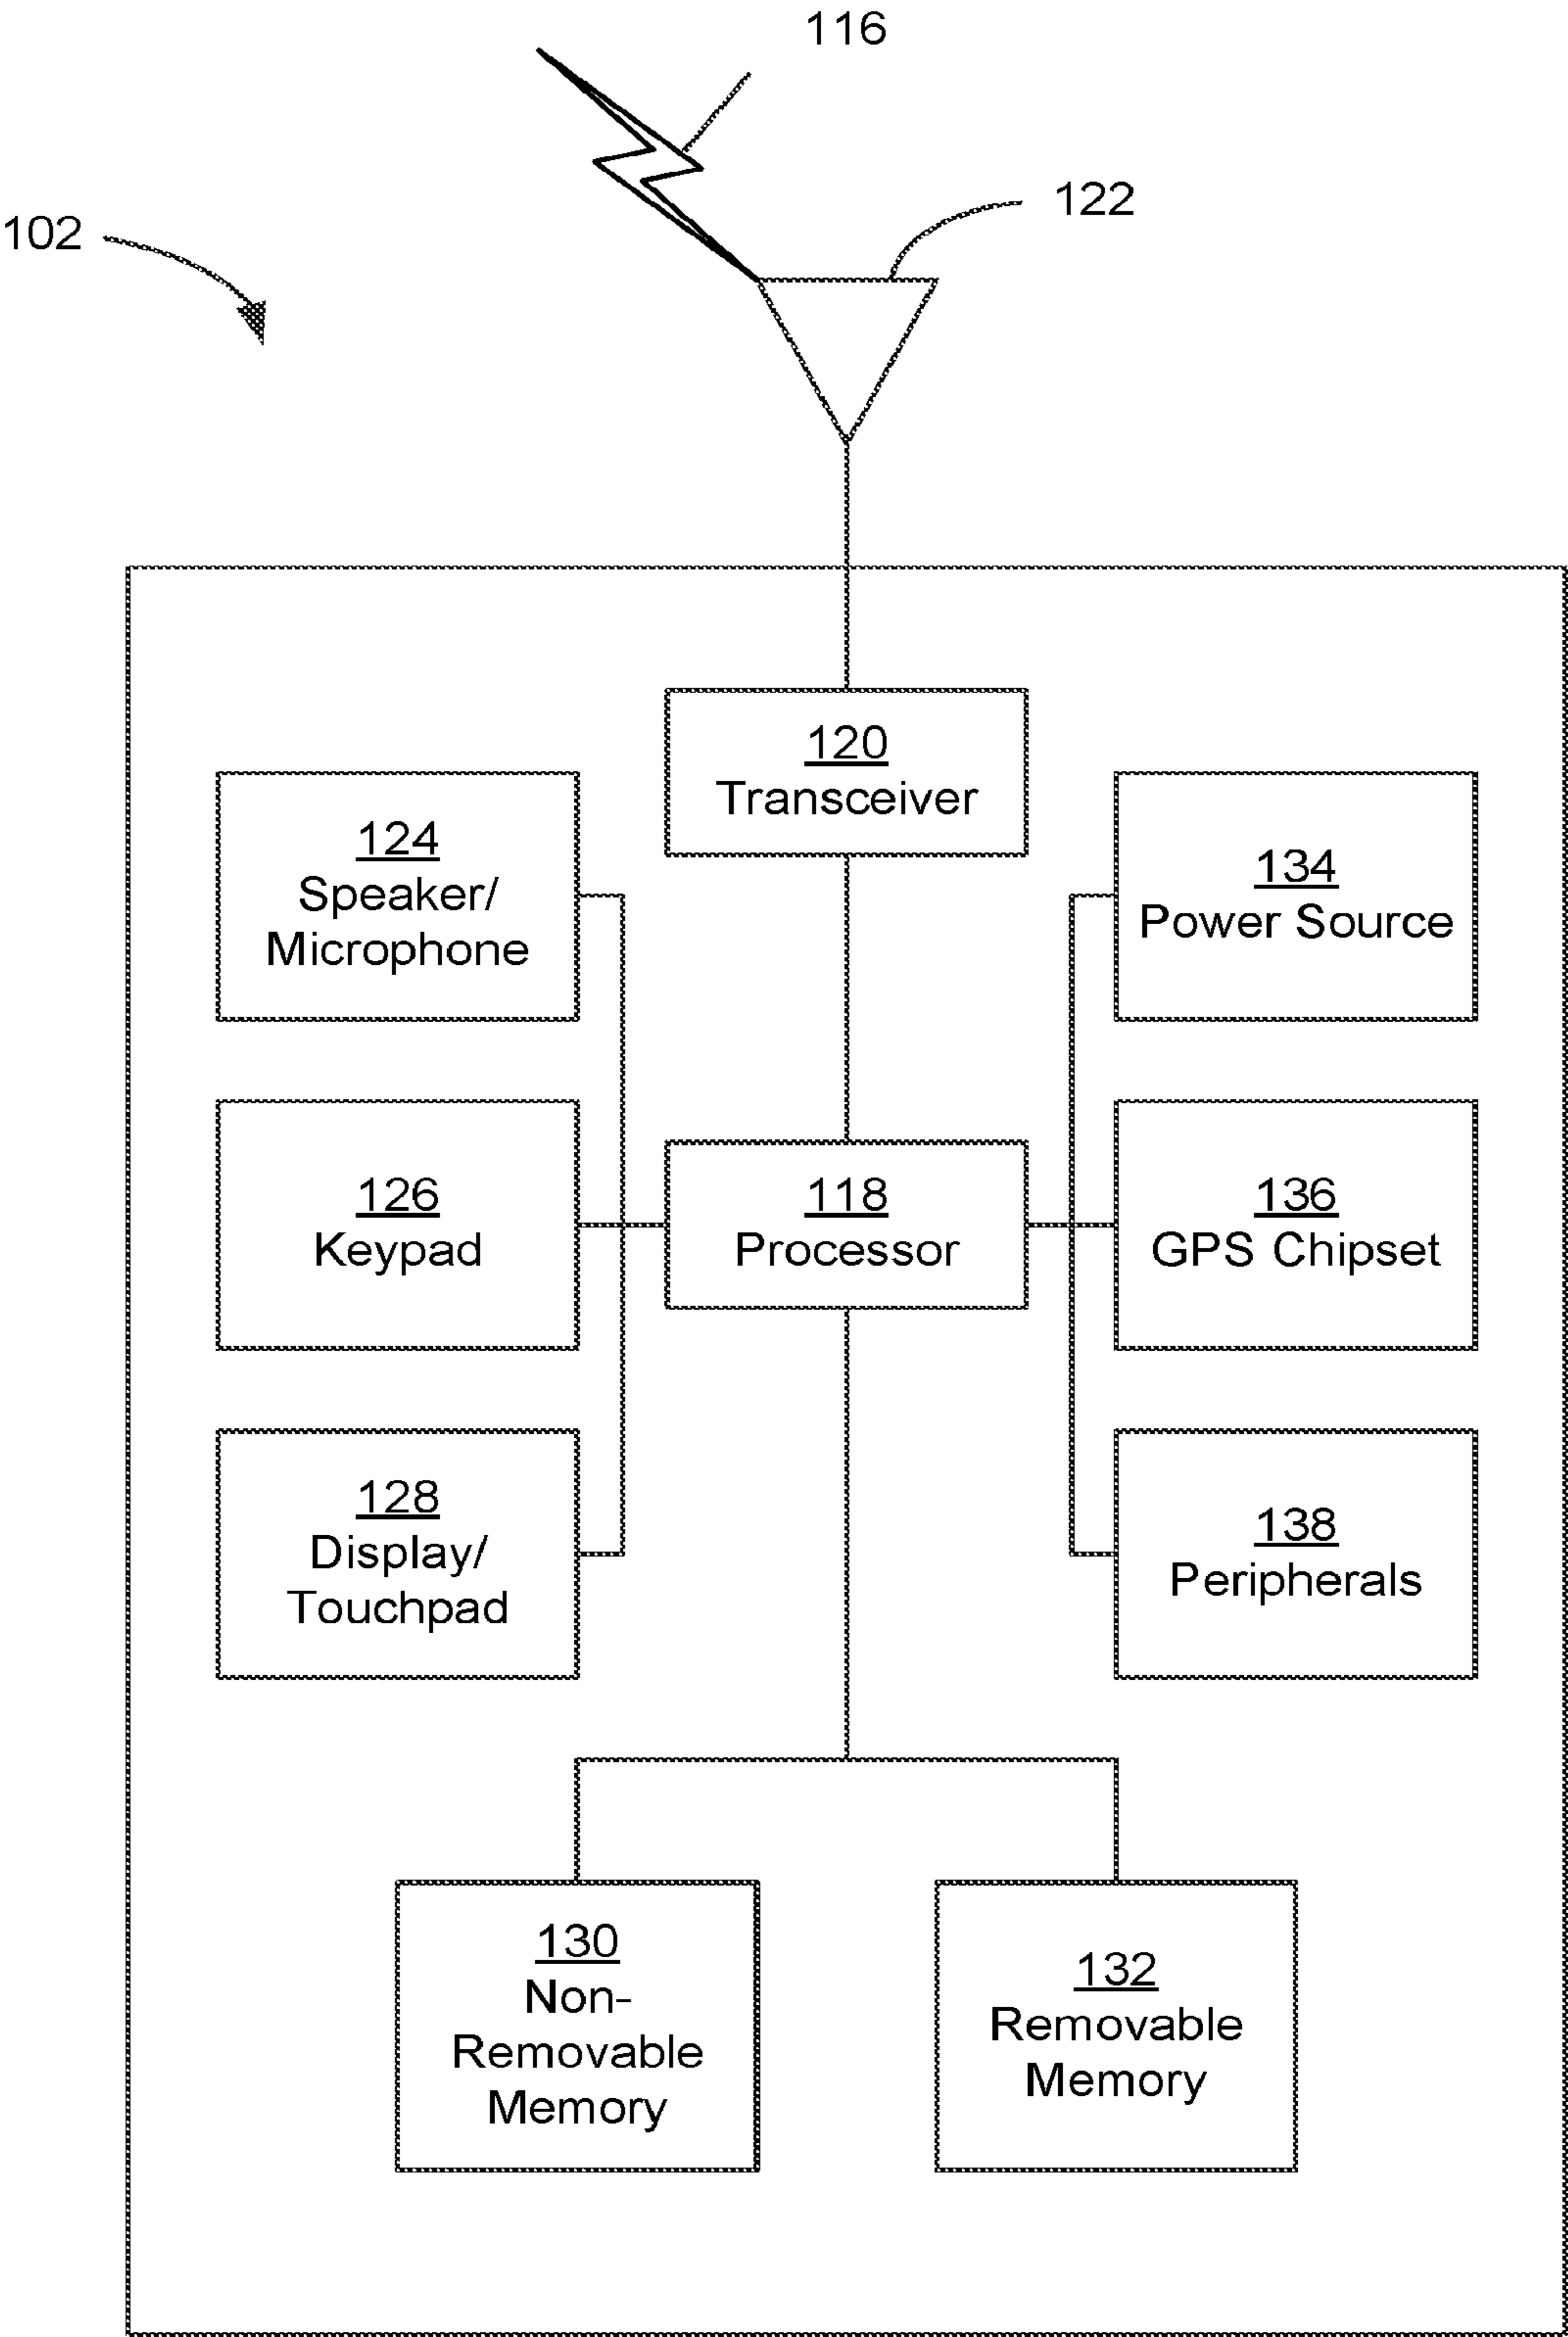 116
122
102
120
Transceiver
124
Speaker/
Microphone
134
Power Source
126
Keypad
118
Processor
136
GPS Chipset
128
Display/
Touchpad
138
Peripherals
130
Non-
Removable
Memory
132
Removable
Memory